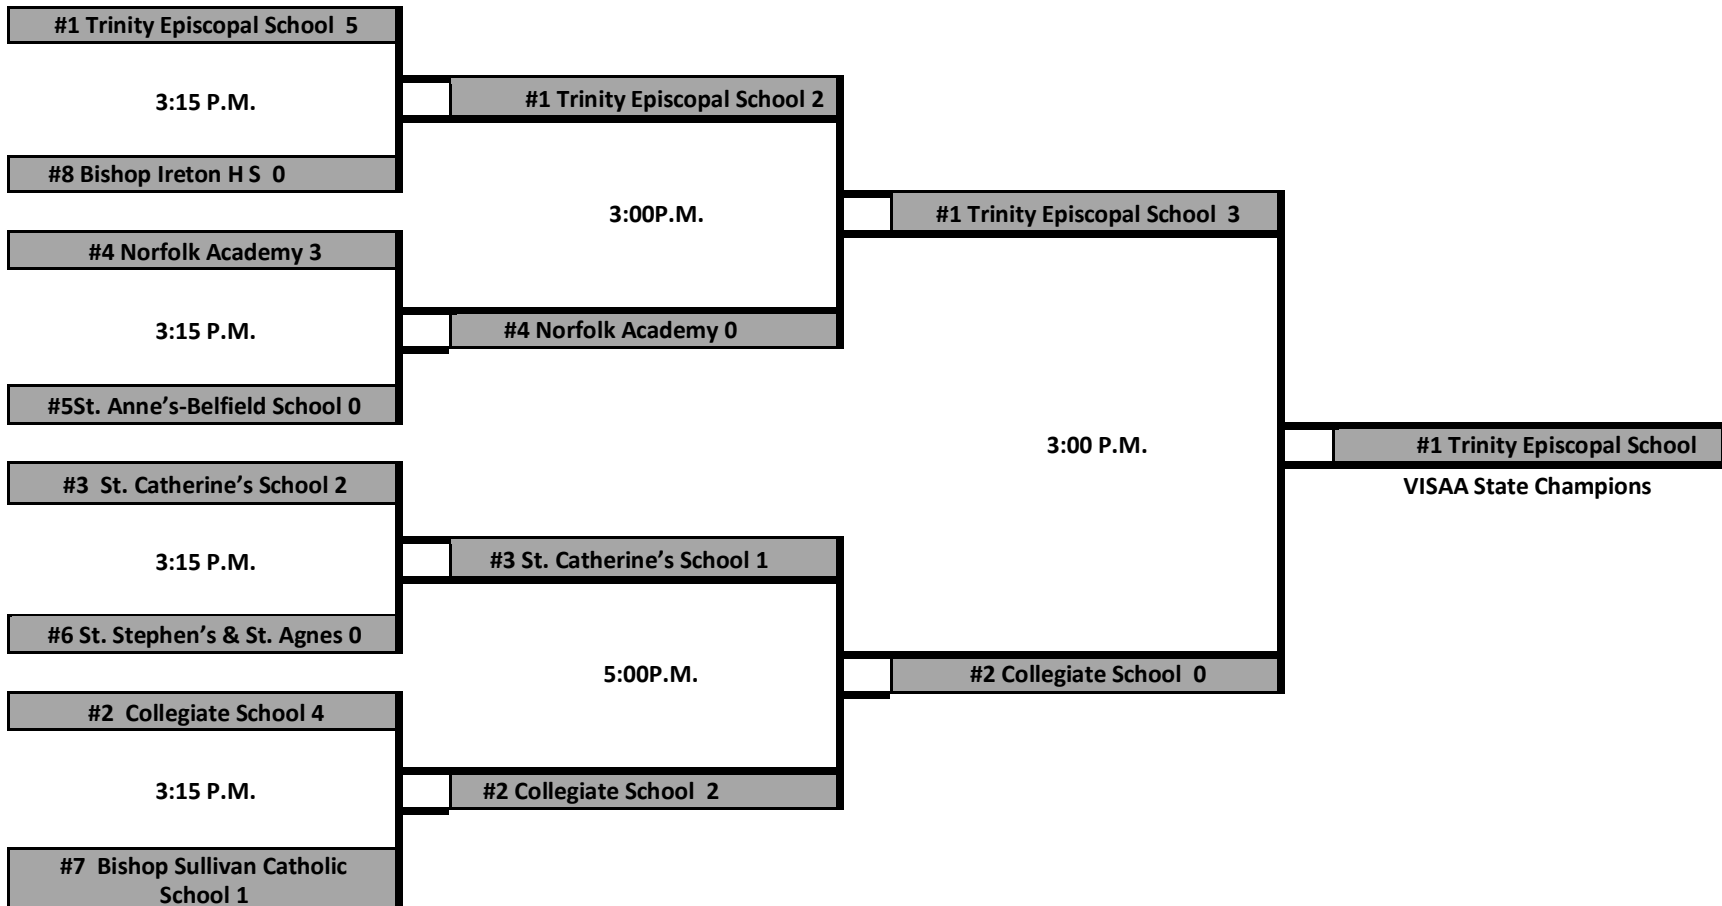 #1 Trinity Episcopal School 5
3:15 P.M.
#8 Bishop Ireton H S 0
#4 Norfolk Academy 3
3:15 P.M.
#5St. Anne’s-Belfield School 0
#3 St. Catherine’s School 2
3:15 P.M.
#6 St. Stephen’s & St. Agnes 0
#2 Collegiate School 4
3:15 P.M.
#7 Bishop Sullivan Catholic
School 1
#1 Trinity Episcopal School 2
3:00P.M.
#4 Norfolk Academy 0
#3 St. Catherine’s School 1
5:00P.M.
#2 Collegiate School 2
#1 Trinity Episcopal School 3
3:00 P.M.
#2 Collegiate School 0
#1 Trinity Episcopal School
VISAA State Champions